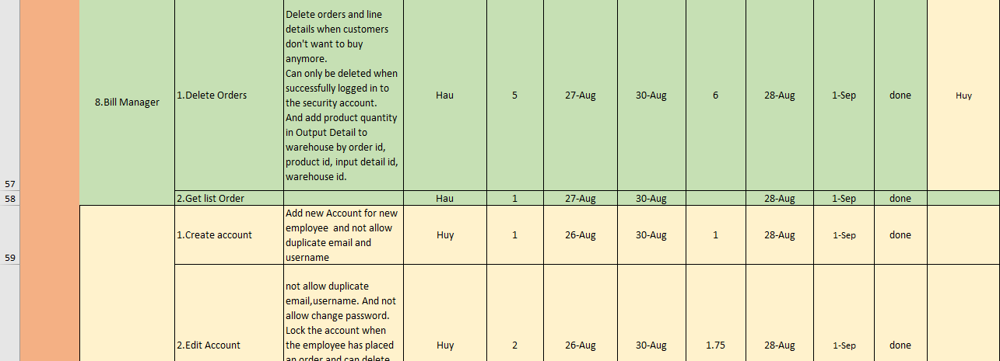 Delete orders and line
details when customers
don't want to buy
anymore.
Can only be deleted when
successfully logged in to
the security account.
And add product quantity
in Output Detail to
warehouse by order id,
product id, input detail id,
warehouse id.
8.Bill Manager
1.Delete Orders
Hau
5
27-Aug
30-Aug
6
28-Aug
1-Sep
done
Huy
57
58
2.Get list Order
Hau
1
27-Aug
30-Aug
28-Aug
1-Sep
done
Add new Account for new
employee  and not allow
duplicate email and
username
1.Create account
Huy
1
26-Aug
30-Aug
1
28-Aug
1-Sep
done
59
not allow duplicate
email,username. And not
allow change password.
Lock the account when
the employee has placed
an order and can delete
2.Edit Account
Huy
2
26-Aug
30-Aug
1.75
28-Aug
1-Sep
done